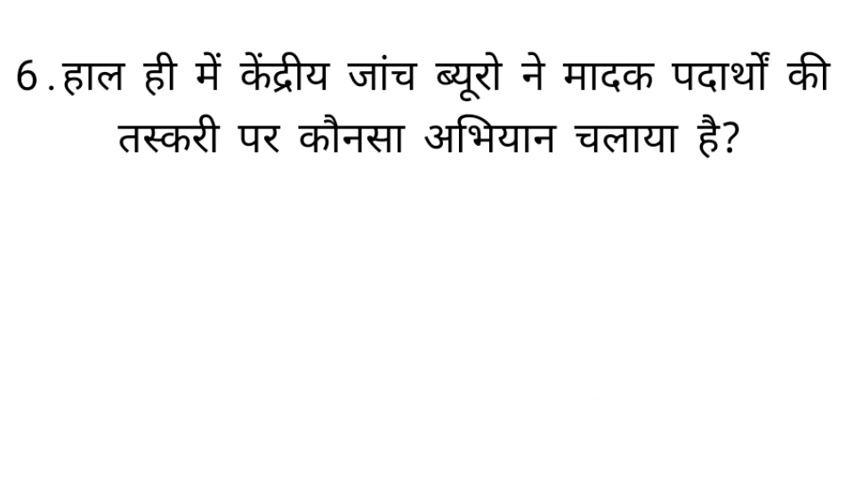 6.हाल ही में केंद्रीय जांच ब्यूरो ने मादक पदार्थों की
तस्करी पर कौनसा अभियान चलाया है?